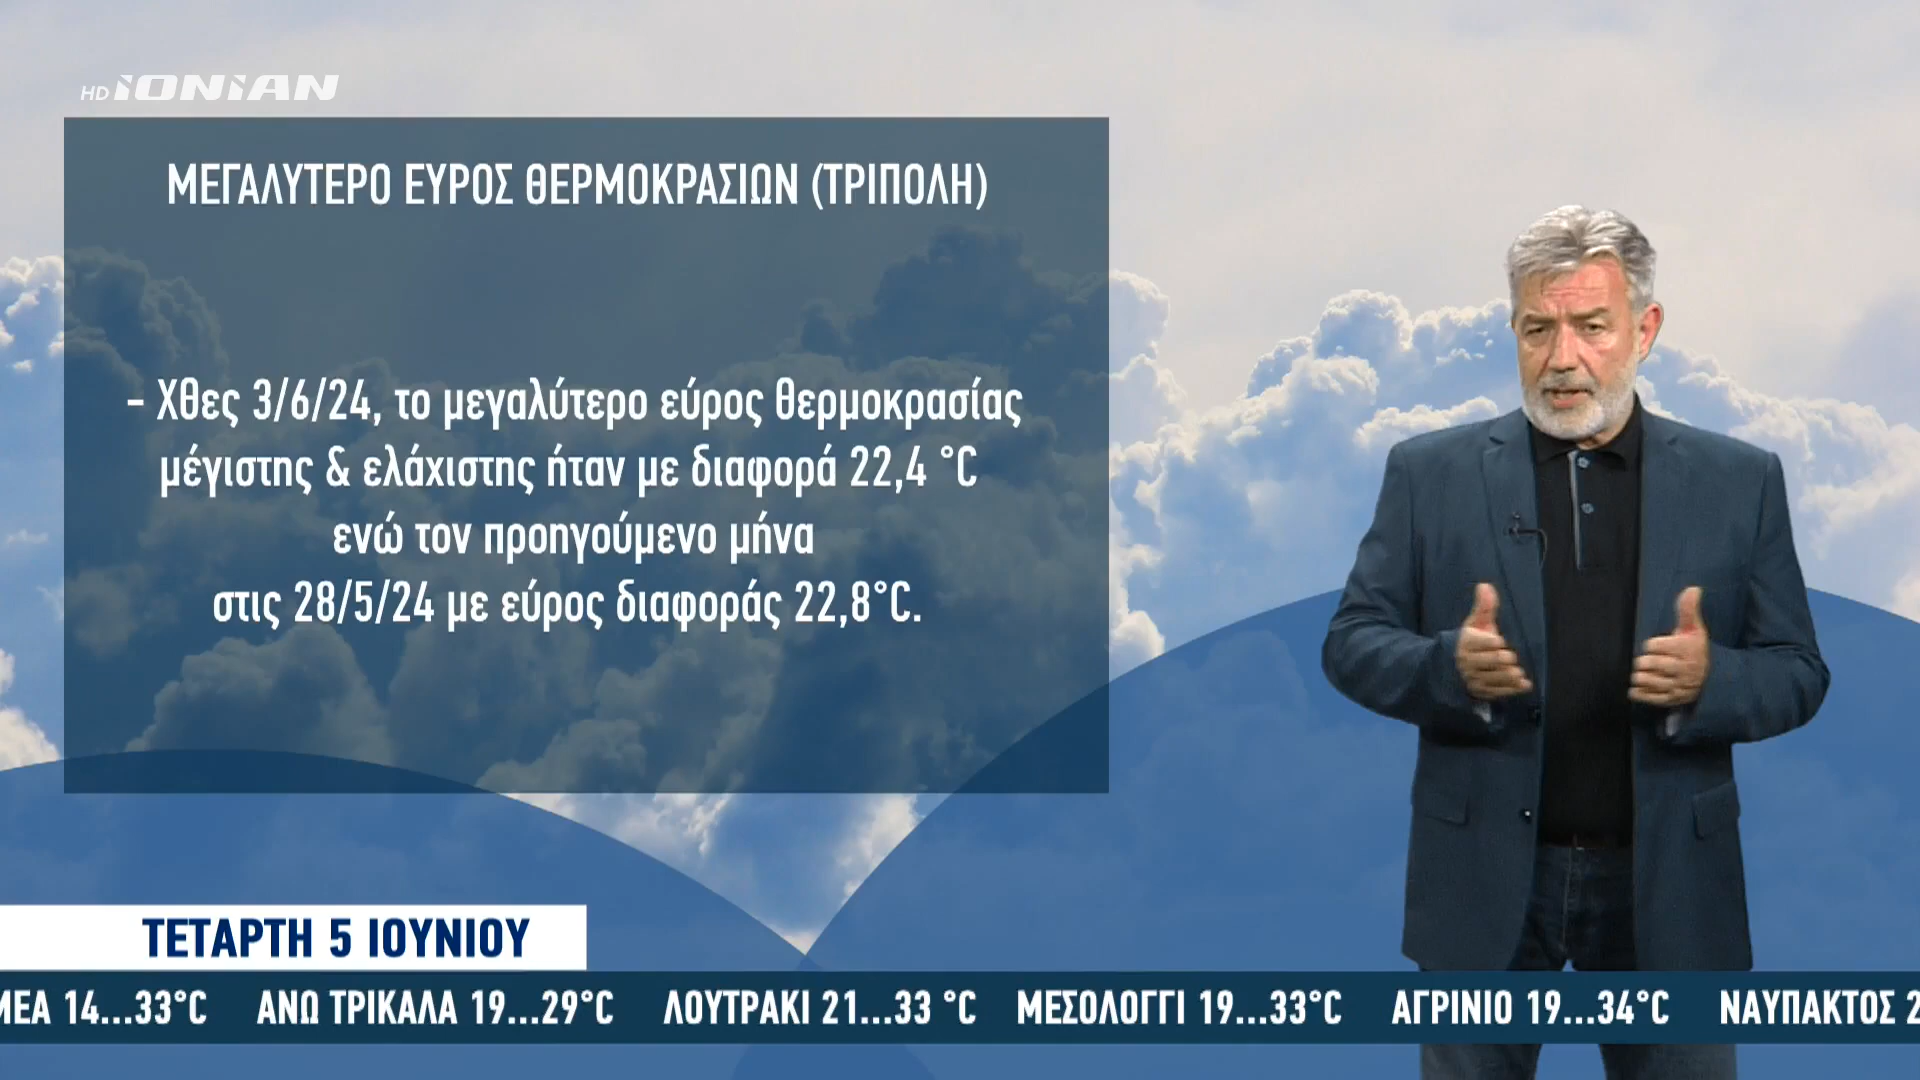 HD IONIAN
ΜΕΓΑΛΥΤΕΡΟ ΕΥΡΟΣ ΘΕΡΜΟΚΡΑΣΙΩΝ (ΤΡΙΠΟΛΗ)
- Χθες 3/6/24, το μεγαλύτερο εύρος θερμοκρασίας
μέγιστης & ελάχιστης ήταν με διαφορά 22,4 °C
ενώ τον προηγούμενο μήνα
στις 28/5/24 με εύρος διαφοράς 22,8°C.
ΤΕΤΑΡΤΗ 5 ΙΟΥΝΙΟΥ
ΜΕΑ 14...33°C ΑΝΩ ΤΡΙΚΑΛΑ 19...29°C ΛΟΥΤΡΑΚΙ 21...33 °C ΜΕΣΟΛΟΓΓΙ 19...33°C ΑΓΡΙΝΙΟ 19...34°C ΝΑΥΠΑΚΤΟΣ 2